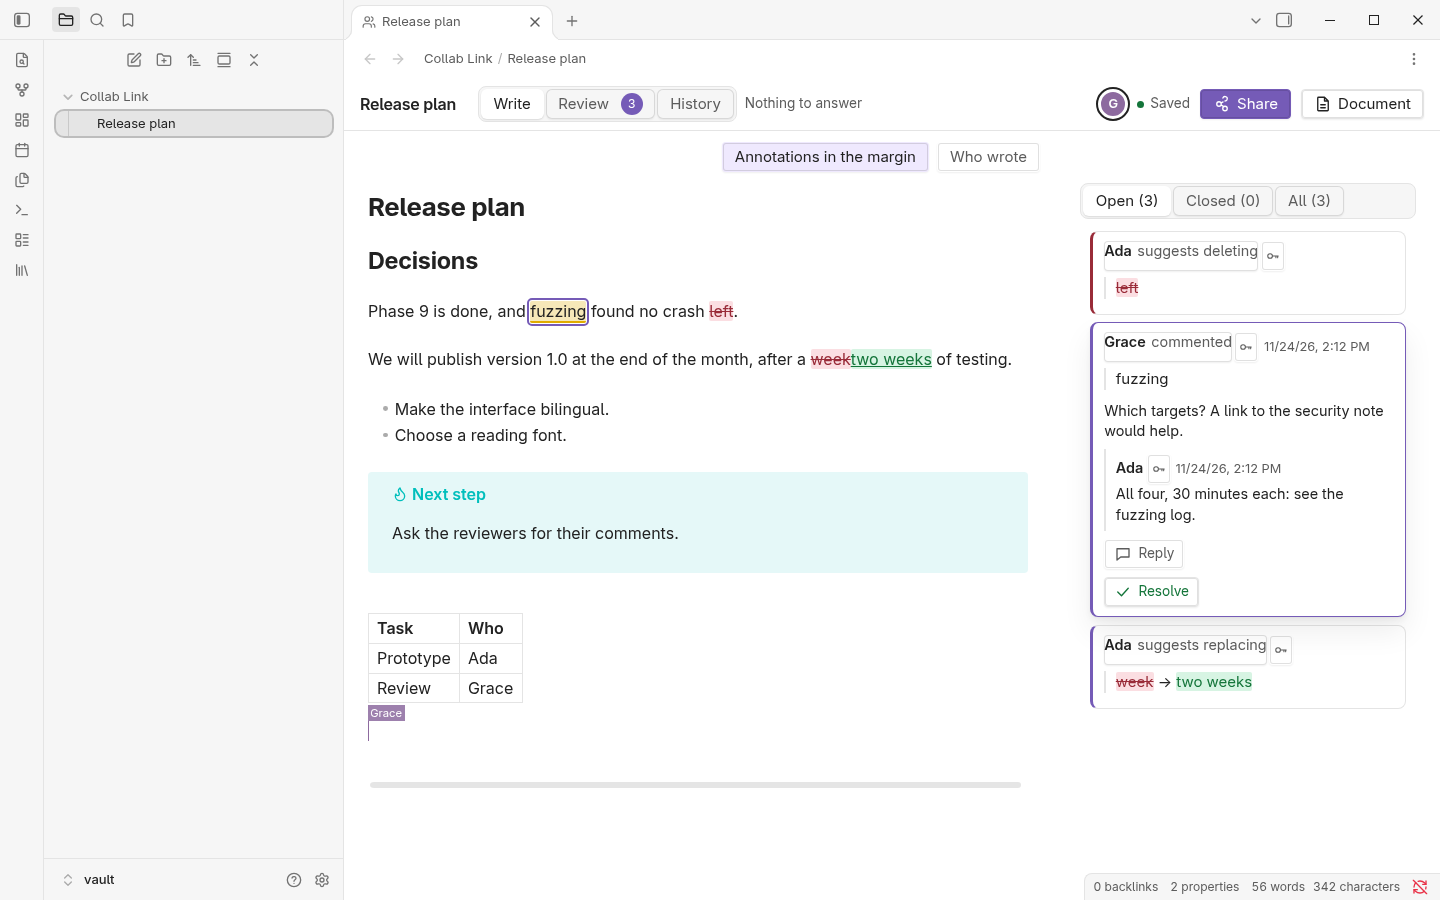 Release plan
Collab Link / Release plan
Collab Link
Release plan
Release plan
Write
Review 3
History
Nothing to answer
G
Saved
Share
Document
Annotations in the margin
Who wrote
Release plan
Decisions
Phase 9 is done, and fuzzing found no crash left.
We will publish version 1.0 at the end of the month, after a weektwo weeks of testing.
Make the interface bilingual.
Choose a reading font.
Next step
Ask the reviewers for their comments.
Task Who
Prototype Ada
Review Grace
Grace
Open (3)
Closed (0)
All (3)
Ada suggests deleting
left
Grace commented 11/24/26, 2:12 PM
fuzzing
Which targets? A link to the security note
would help.
Ada 11/24/26, 2:12 PM
All four, 30 minutes each: see the
fuzzing log.
Reply
Resolve
Ada suggests replacing
week → two weeks
vault
0 backlinks 2 properties 56 words 342 characters